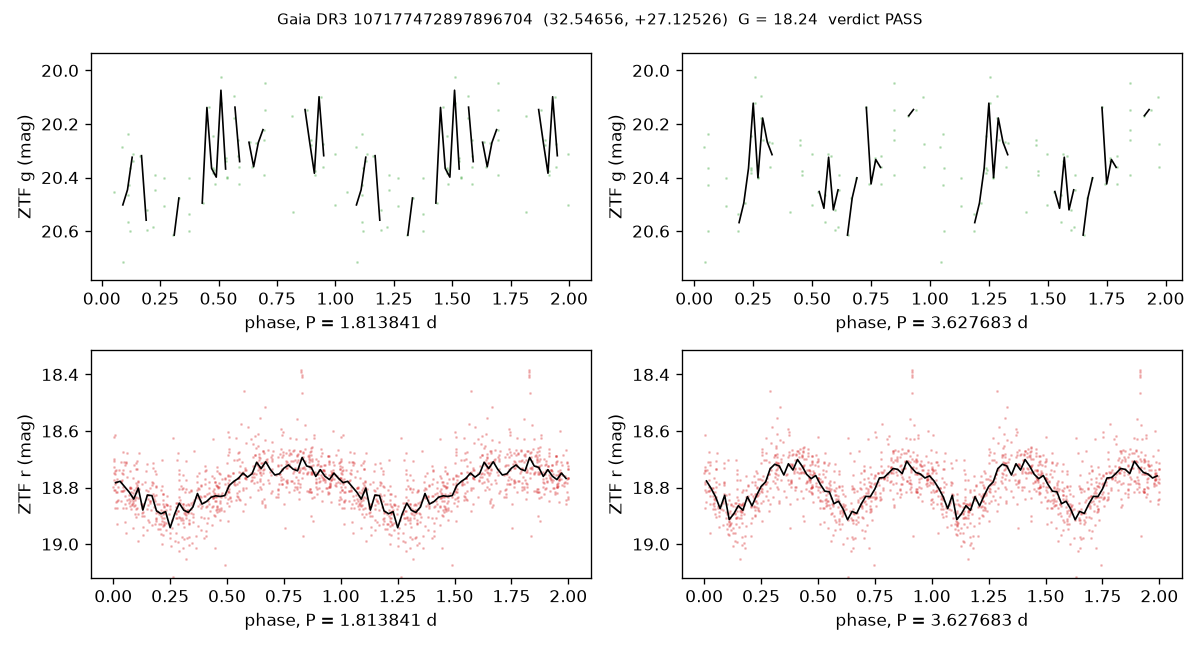 Gaia DR3 107177472897896704  (32.54656, +27.12526)  G = 18.24  verdict PASS
ZTF g (mag)
20.0
20.2
20.4
20.6
0.00 0.25 0.50 0.75 1.00 1.25 1.50 1.75 2.00
phase, P = 1.813841 d
ZTF g (mag)
20.0
20.2
20.4
20.6
0.00 0.25 0.50 0.75 1.00 1.25 1.50 1.75 2.00
phase, P = 3.627683 d
ZTF r (mag)
18.4
18.6
18.8
19.0
0.00 0.25 0.50 0.75 1.00 1.25 1.50 1.75 2.00
phase, P = 1.813841 d
ZTF r (mag)
18.4
18.6
18.8
19.0
0.00 0.25 0.50 0.75 1.00 1.25 1.50 1.75 2.00
phase, P = 3.627683 d